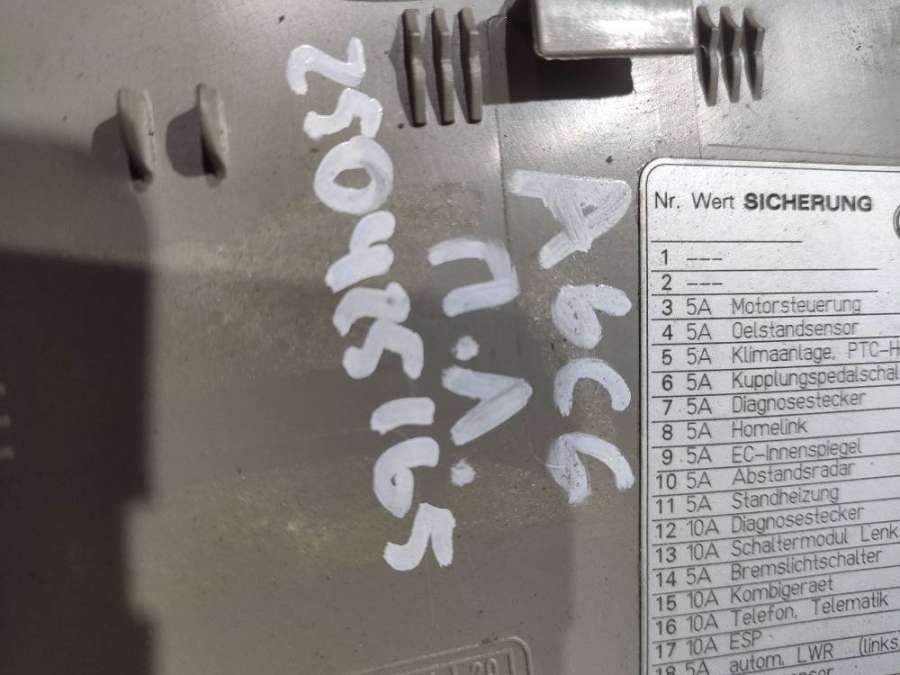 A6C6
П.Л.
250425165
Nr. Wert SICHERUNG
1 ---
2 ---
3 5A Motorsteuerung
4 5A Oelstandsensor
5 5A Klimaanlage, PTC-H
6 5A Kupplungspedalschal
7 5A Diagnosestecker
8 5A Homelink
9 5A EC-Innenspiegel
10 5A Abstandsradar
11 5A Standheizung
12 10A Diagnosestecker
13 10A Schaltermodul Lenk
14 5A Bremslichtschalter
15 10A Kombigeraet
16 10A Telefon, Telematik
17 10A ESP
18 5A autom. LWR (links